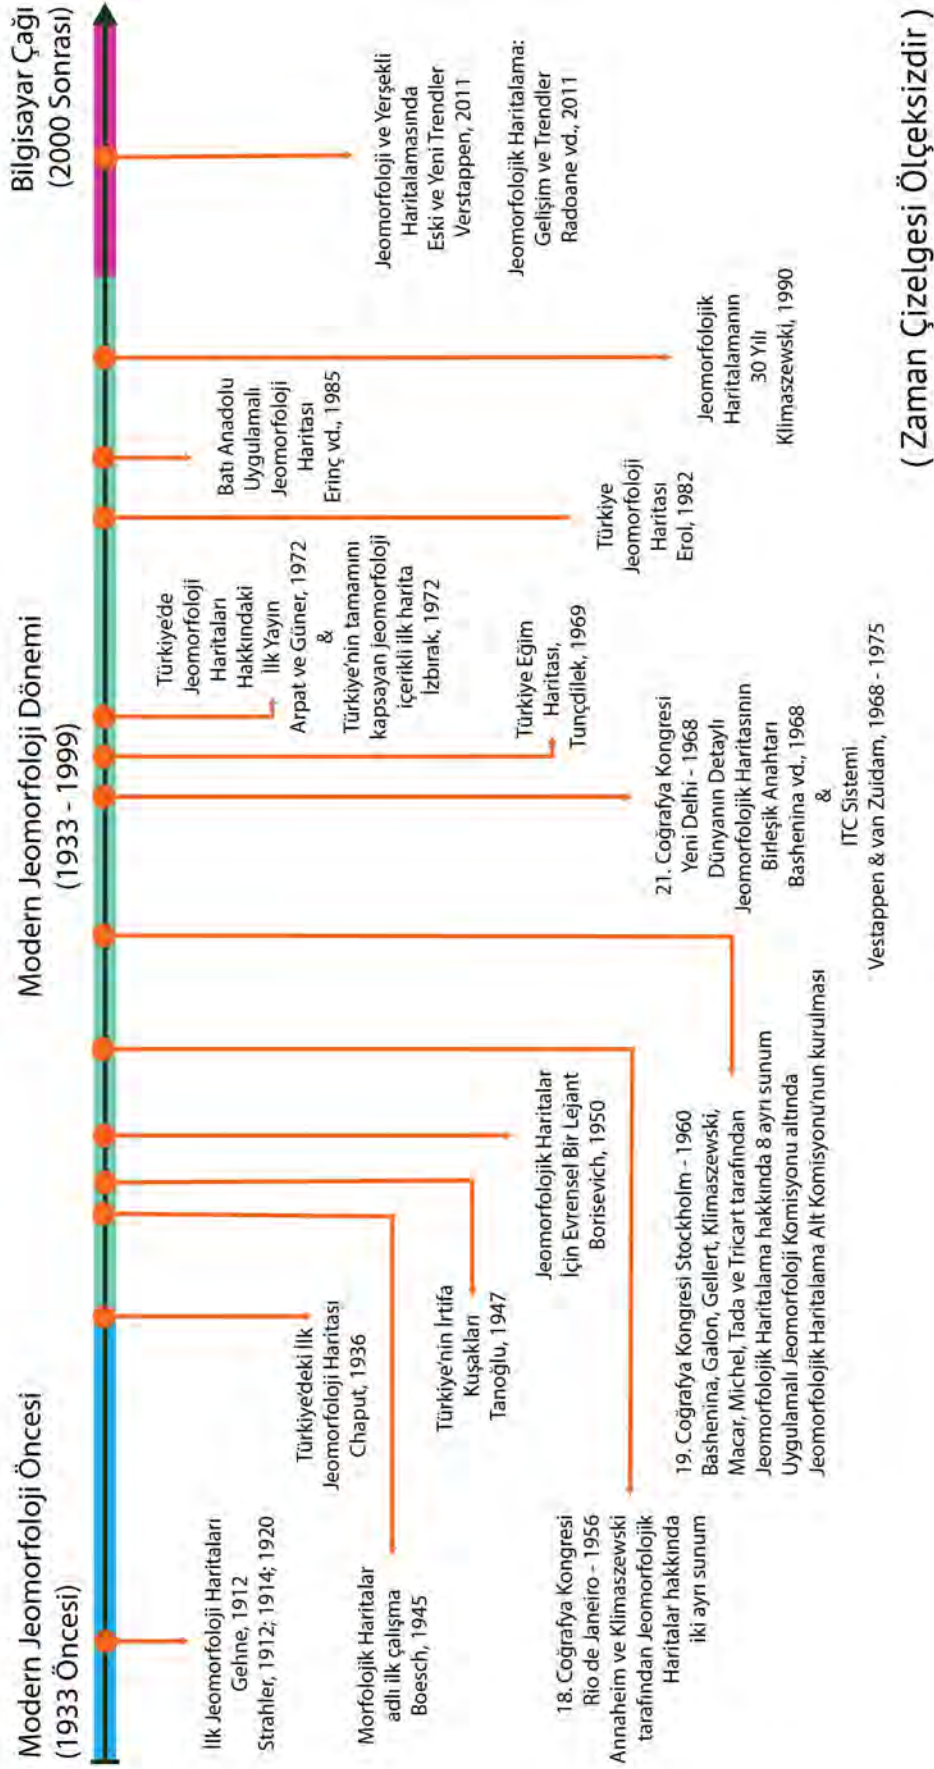 Modern Jeomorfoloji Öncesi
(1933 Öncesi)
Modern Jeomorfoloji Dönemi
(1933 - 1999)
Bilgisayar Çağı
(2000 Sonrası)
İlk Jeomorfoloji Haritaları
Gehne, 1912
Strahler, 1912; 1914; 1920
Türkiye'deki İlk
Jeomorfoloji Haritası
Chaput, 1936
Morfolojik Haritalar
adlı ilk çalışma
Boesch, 1945
Türkiye'nin İrtifa
Kuşakları
Tanoğlu, 1947
Jeomorfolojik Haritalar
İçin Evrensel Bir Lejant
Borisevich, 1950
18. Coğrafya Kongresi
Rio de Janeiro - 1956
Annaheim ve Klimaszewski
tarafından Jeomorfolojik
Haritalar hakkında
iki ayrı sunum
19. Coğrafya Kongresi Stockholm - 1960
Bashenina, Galon, Gellert, Klimaszewski,
Macar, Michel, Tada ve Tricart tarafından
Jeomorfolojik Haritalama hakkında 8 ayrı sunum
Uygulamalı Jeomorfoloji Komisyonu altında
Jeomorfolojik Haritalama Alt Komisyonu'nun kurulması
21. Coğrafya Kongresi
Yeni Delhi - 1968
Dünyanın Detaylı
Jeomorfolojik Haritasının
Birleşik Anahtarı
Bashenina vd., 1968
&
ITC Sistemi
Vestappen & van Zuidam, 1968 - 1975
Türkiye Eğim
Haritası,
Tunçdilek, 1969
Türkiye'de
Jeomorfoloji
Haritaları
Hakkındaki
İlk Yayın
Arpat ve Güner, 1972
&
Türkiye'nin tamamını
kapsayan jeomorfoloji
içerikli ilk harita
İzbırak, 1972
Türkiye
Jeomorfoloji
Haritası
Erol, 1982
Batı Anadolu
Uygulamalı
Jeomorfoloji
Haritası
Erinç vd., 1985
Jeomorfolojik
Haritalamanın
30 Yılı
Klimaszewski, 1990
Jeomorfoloji ve Yerşekli
Haritalamasında
Eski ve Yeni Trendler
Verstappen, 2011
Jeomorfolojik Haritalama:
Gelişim ve Trendler
Radoane vd., 2011
( Zaman Çizelgesi Ölçeksizdir )